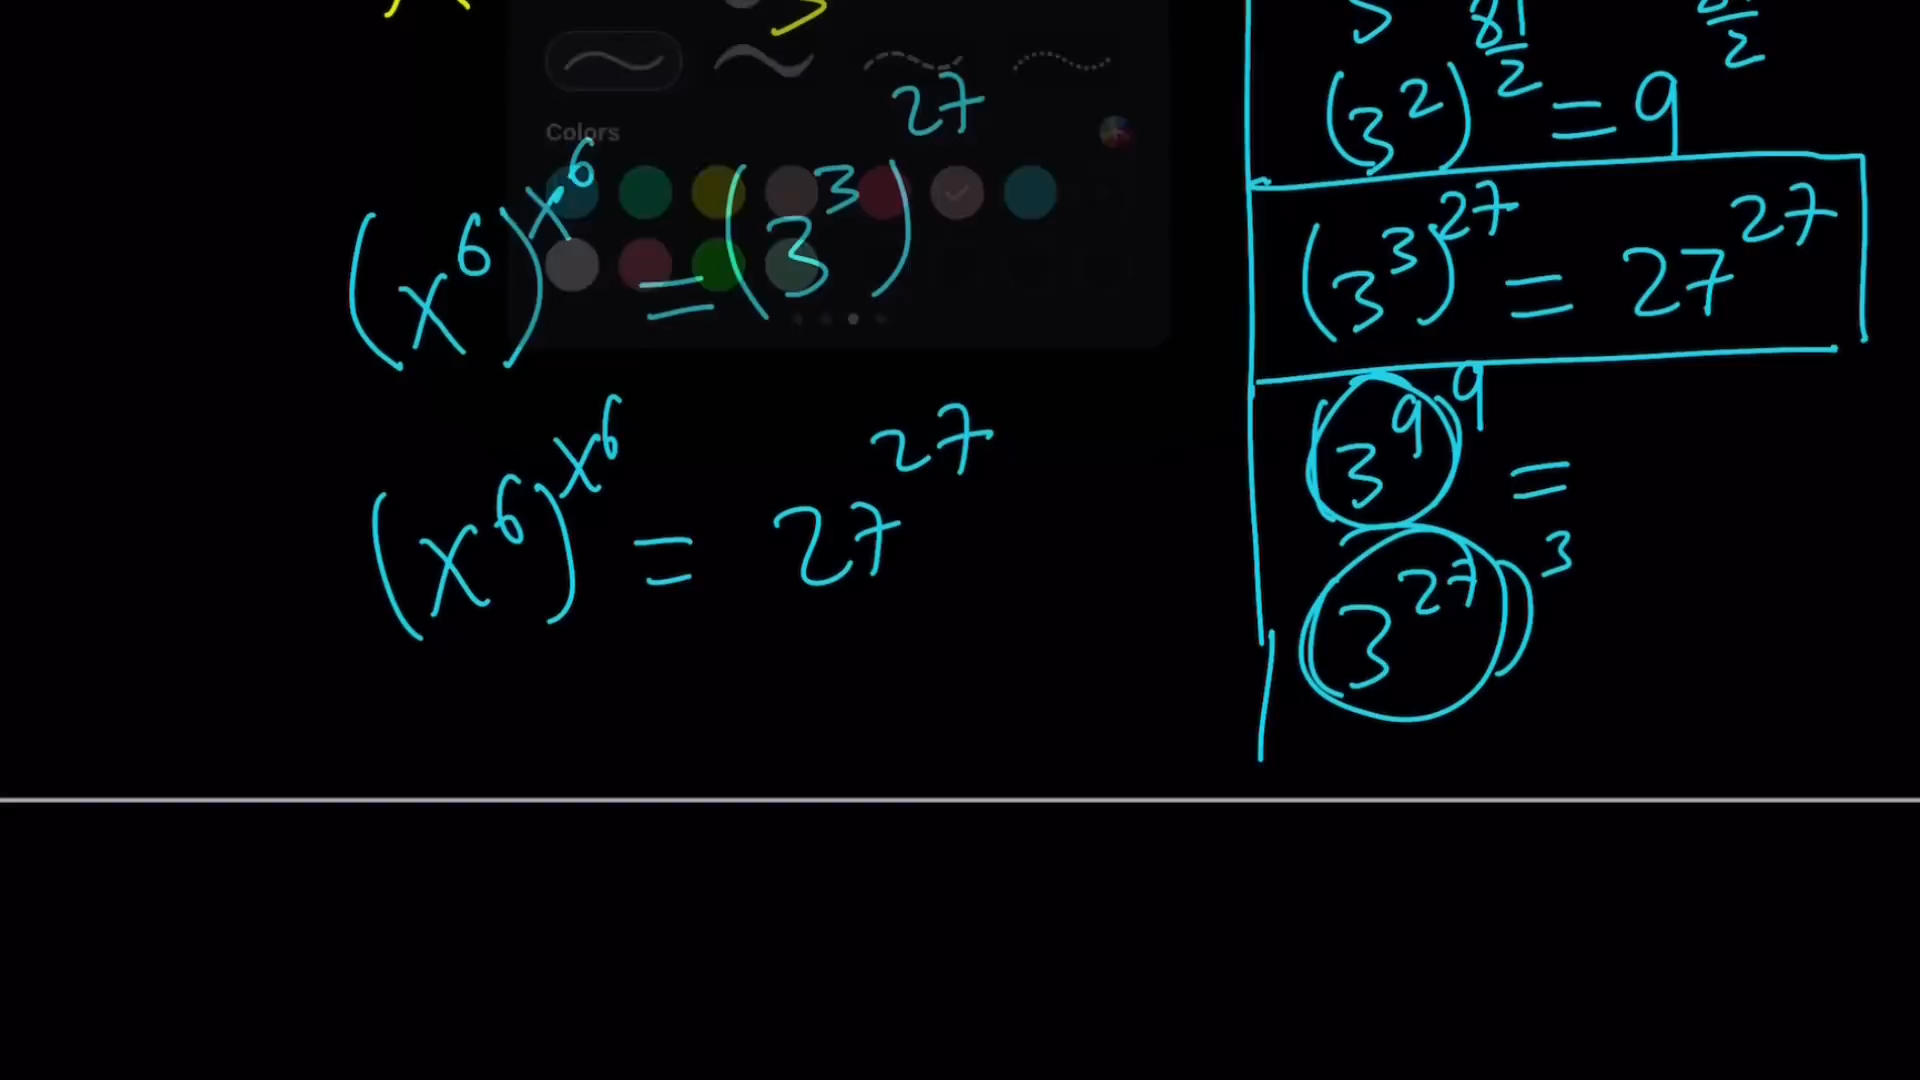 Colors
(x^6)^{x^6} = (3^3)^{27}
(x^6)^{x^6} = 27^{27}
(3^2)^{81/2} = 9
(3^3)^{27} = 27^{27}
(3^9)^9 =
(3^{27})^3